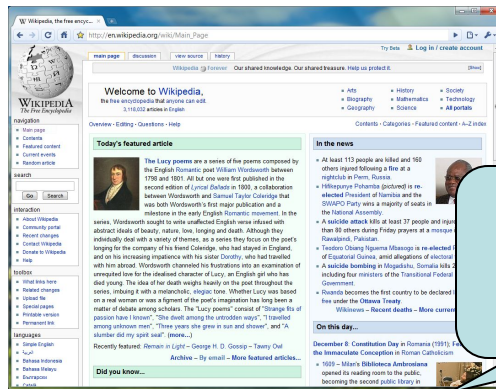 Wikipedia, the free encyc...
http://en.wikipedia.org/wiki/Main_Page
Try Beta Log in / create account
main page discussion view source history
Wikipedia Forever Our shared knowledge. Our shared treasure. Help us protect it. [Show]
WIKIPEDIA
The Free Encyclopedia
navigation
Main page
Contents
Featured content
Current events
Random article
search
Go Search
interaction
About Wikipedia
Community portal
Recent changes
Contact Wikipedia
Donate to Wikipedia
Help
toolbox
What links here
Related changes
Upload file
Special pages
Printable version
Permanent link
languages
Simple English
العربية
Bahasa Indonesia
Bahasa Melayu
Български
Welcome to Wikipedia,
the free encyclopedia that anyone can edit.
3,118,032 articles in English
Arts
Biography
Geography
History
Mathematics
Science
Society
Technology
All portals
Overview · Editing · Questions · Help
Contents · Categories · Featured content · A–Z index
Today's featured article
The Lucy poems are a series of five poems composed by
the English Romantic poet William Wordsworth between
1798 and 1801. All but one were first published in the
second edition of Lyrical Ballads in 1800, a collaboration
between Wordsworth and Samuel Taylor Coleridge that
was both Wordsworth's first major publication and a
milestone in the early English Romantic movement. In the
series, Wordsworth sought to write unaffected English verse infused with
abstract ideals of beauty, nature, love, longing and death. Although they
individually deal with a variety of themes, as a series they focus on the poet's
longing for the company of his friend Coleridge, who had stayed in England,
and on his increasing impatience with his sister Dorothy, who had travelled
with him abroad. Wordsworth channeled his frustrations into an examination of
unrequited love for the idealised character of Lucy, an English girl who has
died young. The idea of her death weighs heavily on the poet throughout the
series, imbuing it with a melancholic, elegiac tone. Whether Lucy was based
on a real woman or was a figment of the poet's imagination has long been a
matter of debate among scholars. The "Lucy poems" consist of "Strange fits of
passion have I known", "She dwelt among the untrodden ways", "I travelled
among unknown men", "Three years she grew in sun and shower", and "A
slumber did my spirit seal". (more...)
Recently featured: Remain in Light – George H. D. Gossip – Tawny Owl
Archive – By email – More featured articles...
Did you know...
In the news
At least 113 people are killed and 160
others injured following a fire at a
nightclub in Perm, Russia.
Hifikepunye Pohamba (pictured) is re-
elected President of Namibia and the
SWAPO Party wins a majority of seats in
the National Assembly.
A suicide attack kills at least 37 people and injure
than 80 others during Friday prayers at a mosque
Rawalpindi, Pakistan.
Teodoro Obiang Nguema Mbasogo is re-elected
of Equatorial Guinea, amid allegations of electoral
A suicide bombing in Mogadishu, Somalia kills
including four ministers of the Transitional Federal
Government.
Rwanda becomes the first country to be declared
free under the Ottawa Treaty.
Wikinews – Recent deaths – More current
On this day...
December 8: Constitution Day in Romania (1991);
the Immaculate Conception in Roman Catholicism
1609 – Milan's Biblioteca Ambrosiana
opened its reading room to the public,
becoming the second public library in